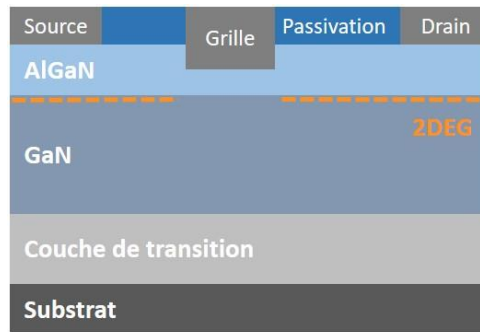 Source
Grille
Passivation
Drain
AlGaN
2DEG
GaN
Couche de transition
Substrat